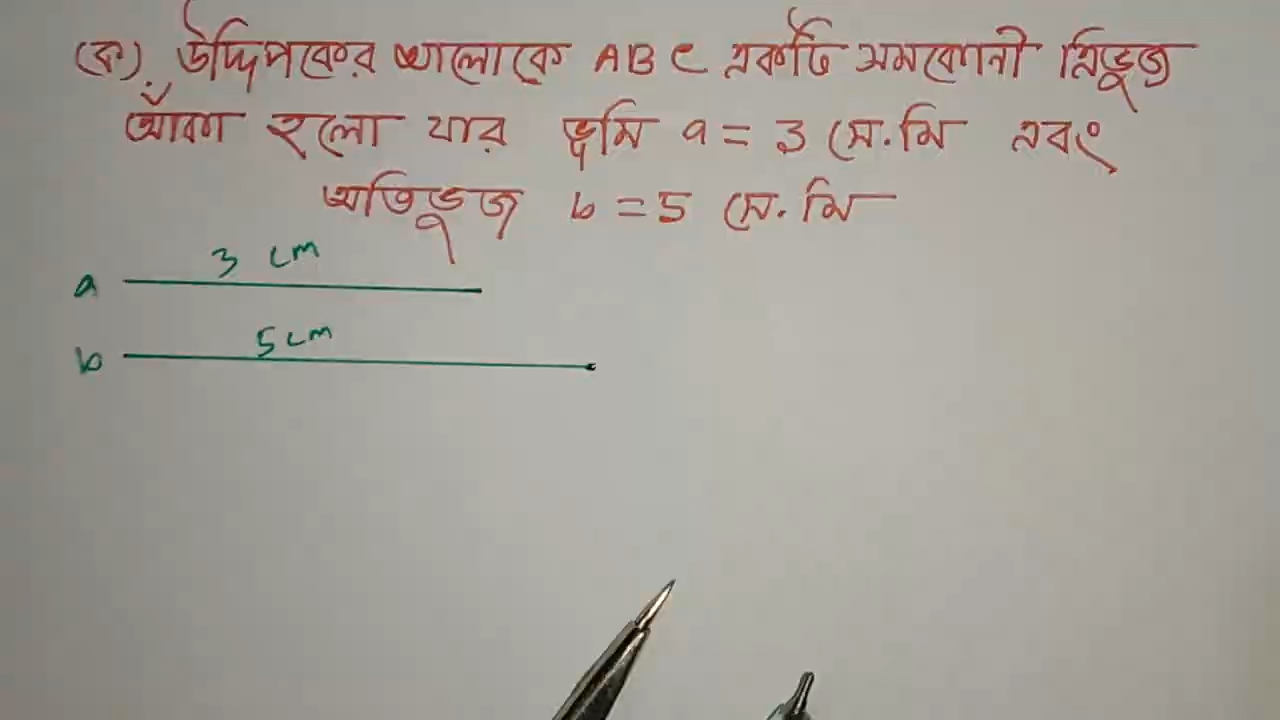 (ক). উদ্দিপকের আলোকে ABC একটি সমকোনী ত্রিভূজ
আঁকা হলো যার ভূমি a = 3 সে.মি এবং
অতিভূজ b = 5 সে.মি
3 cm
a
5 cm
b